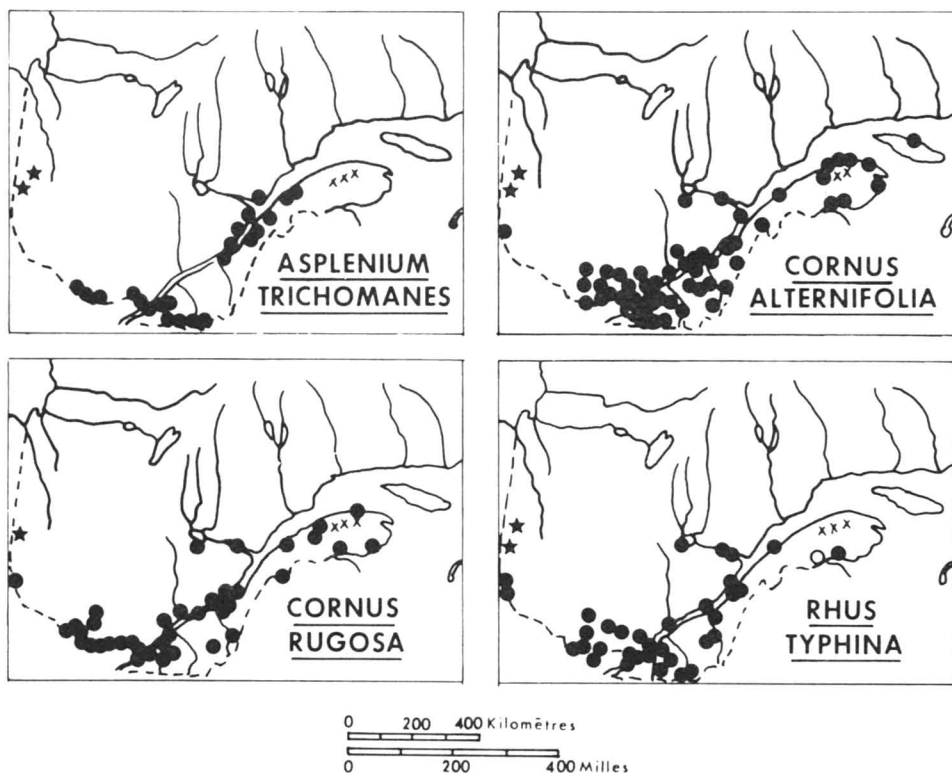 x x x
ASPLENIUM
TRICHOMANES
x x
CORNUS
ALTERNIFOLIA
x x x
CORNUS
RUGOSA
x x x
RHUS
TYPHINA
0 200 400 Kilomètres
0 200 400 Milles